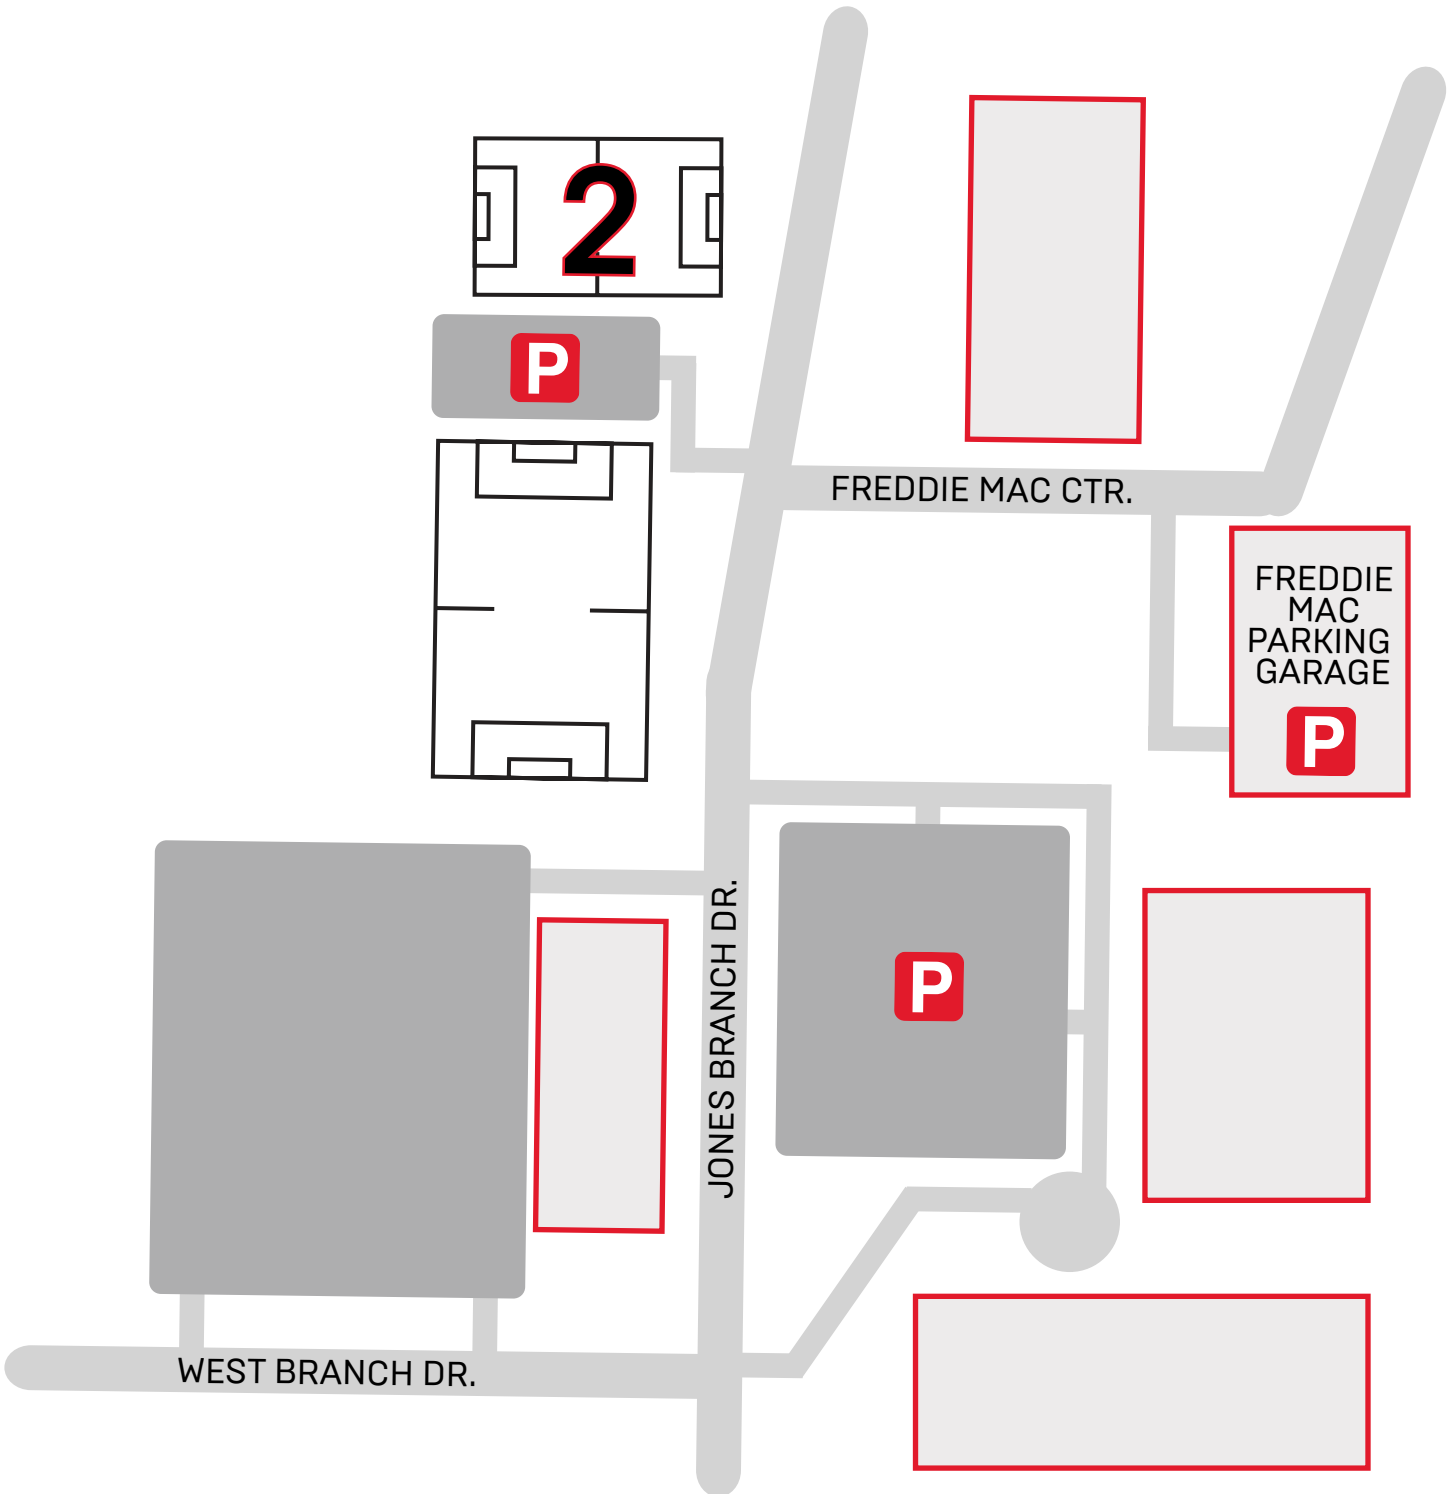 2
P
FREDDIE MAC CTR.
FREDDIE
MAC
PARKING
GARAGE
P
P
JONES BRANCH DR.
WEST BRANCH DR.